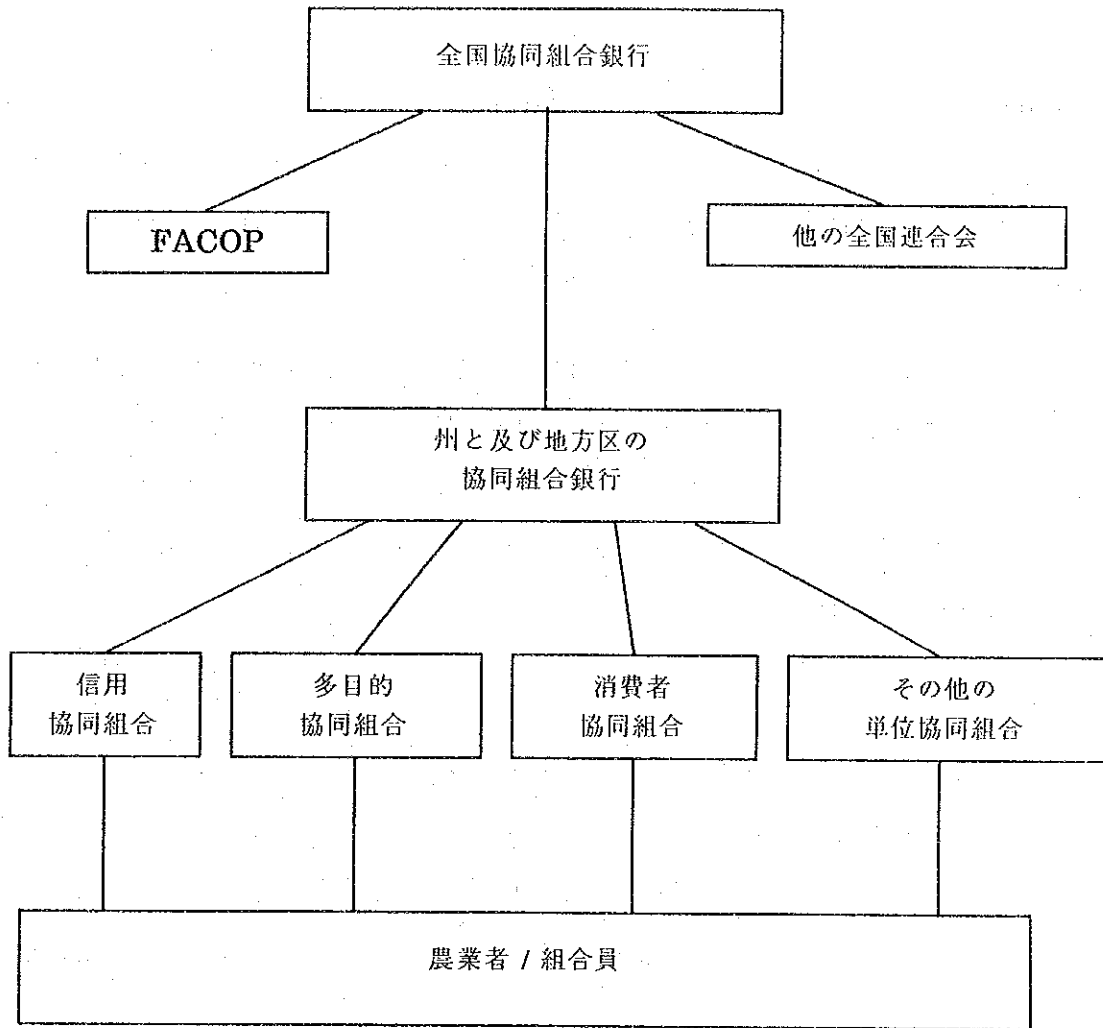 全国協同組合銀行
FACOP
他の全国連合会
州と及び地方区の
協同組合銀行
信用
協同組合
多目的
協同組合
消費者
協同組合
その他の
単位協同組合
農業者 / 組合員